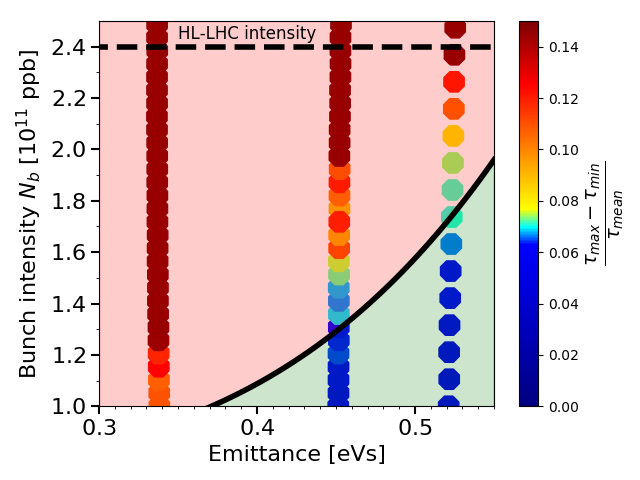 HL-LHC intensity
2.4
2.2
2.0
1.8
1.6
1.4
1.2
1.0
Bunch intensity N_b [10^11 ppb]
0.3 0.4 0.5
Emittance [eVs]
0.14
0.12
0.10
0.08
0.06
0.04
0.02
0.00
τ_max − τ_min
τ_mean